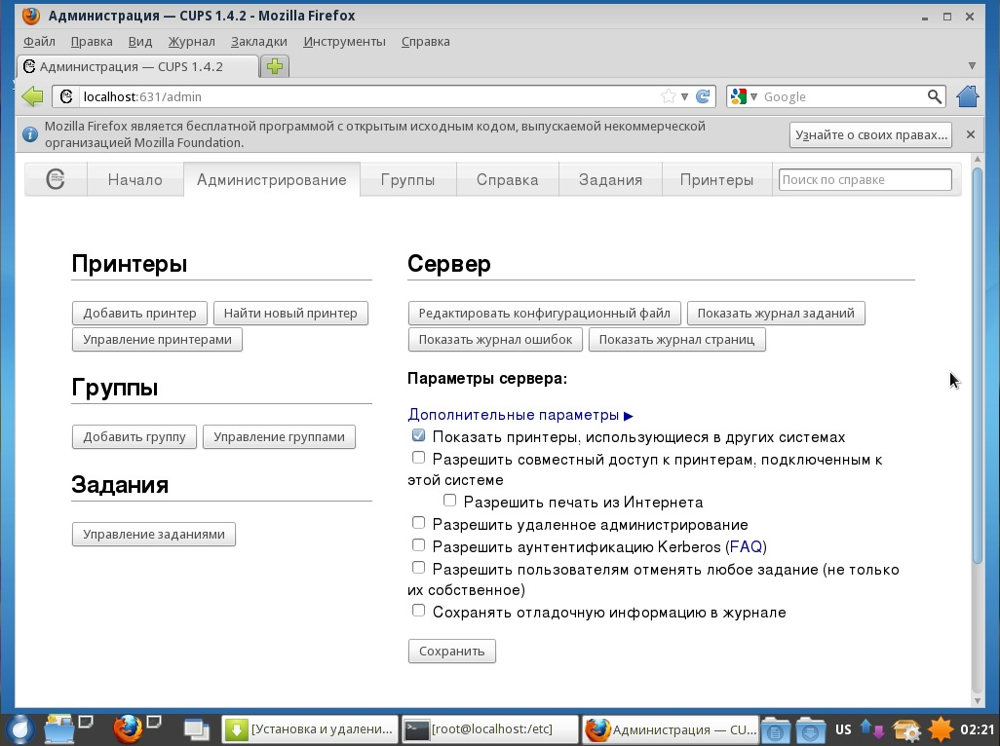 Администрация — CUPS 1.4.2 - Mozilla Firefox
Файл Правка Вид Журнал Закладки Инструменты Справка
Администрация — CUPS 1.4.2
localhost:631/admin
Google
Mozilla Firefox является бесплатной программой с открытым исходным кодом, выпускаемой некоммерческой
организацией Mozilla Foundation.
Узнайте о своих правах...
Начало Администрирование Группы Справка Задания Принтеры Поиск по справке
Принтеры
Добавить принтер Найти новый принтер
Управление принтерами
Группы
Добавить группу Управление группами
Задания
Управление заданиями
Сервер
Редактировать конфигурационный файл Показать журнал заданий
Показать журнал ошибок Показать журнал страниц
Параметры сервера:
Дополнительные параметры ▶
Показать принтеры, использующиеся в других системах
Разрешить совместный доступ к принтерам, подключенным к
этой системе
Разрешить печать из Интернета
Разрешить удаленное администрирование
Разрешить аунтентификацию Kerberos (FAQ)
Разрешить пользователям отменять любое задание (не только
их собственное)
Сохранять отладочную информацию в журнале
Сохранить
[Установка и удалени... [root@localhost:/etc] Администрация — CU... US 02:21